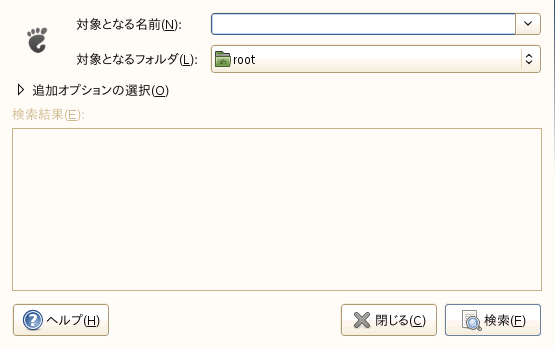 対象となる名前(N):
対象となるフォルダ(L): root
追加オプションの選択(O)
検索結果(E):
ヘルプ(H) 閉じる(C) 検索(F)